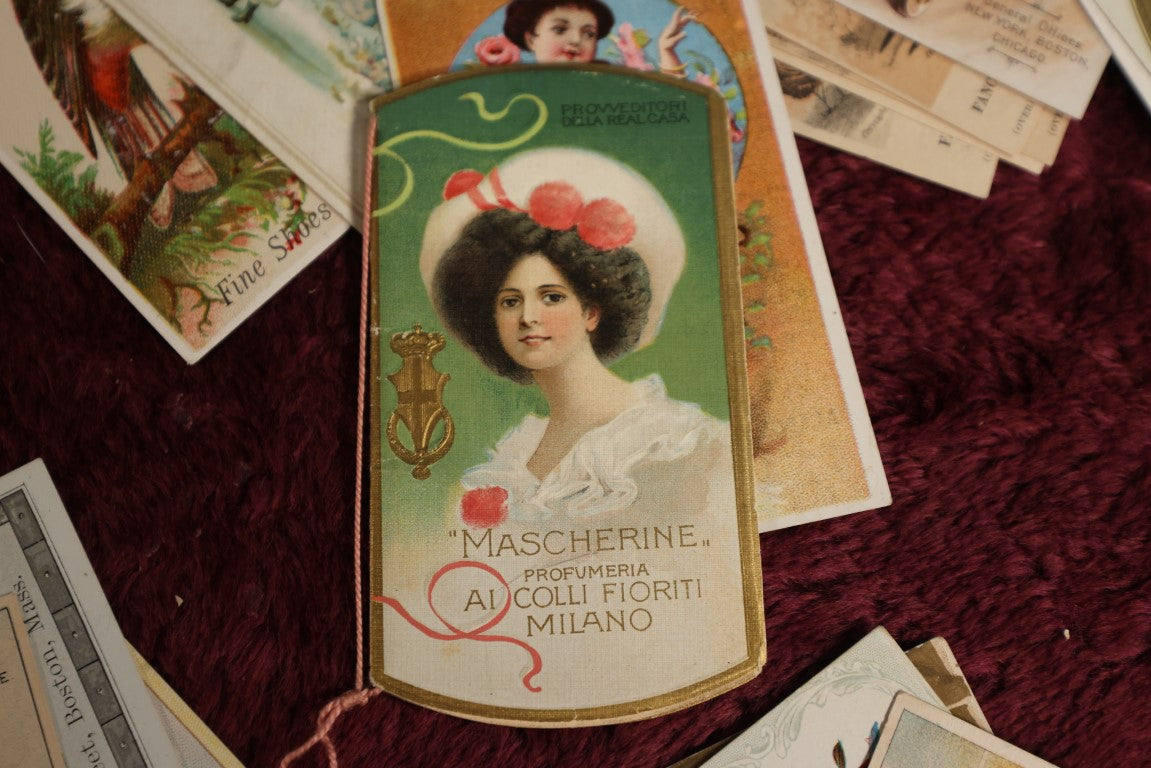 PROVVEDITORI
DELLA REAL CASA
"MASCHERINE„
PROFUMERIA
AI COLLI FIORITI
MILANO
Fine Shoes
General Offices
NEW YORK, BOSTON,
CHICAGO
(OVER)
Boston, Mass.